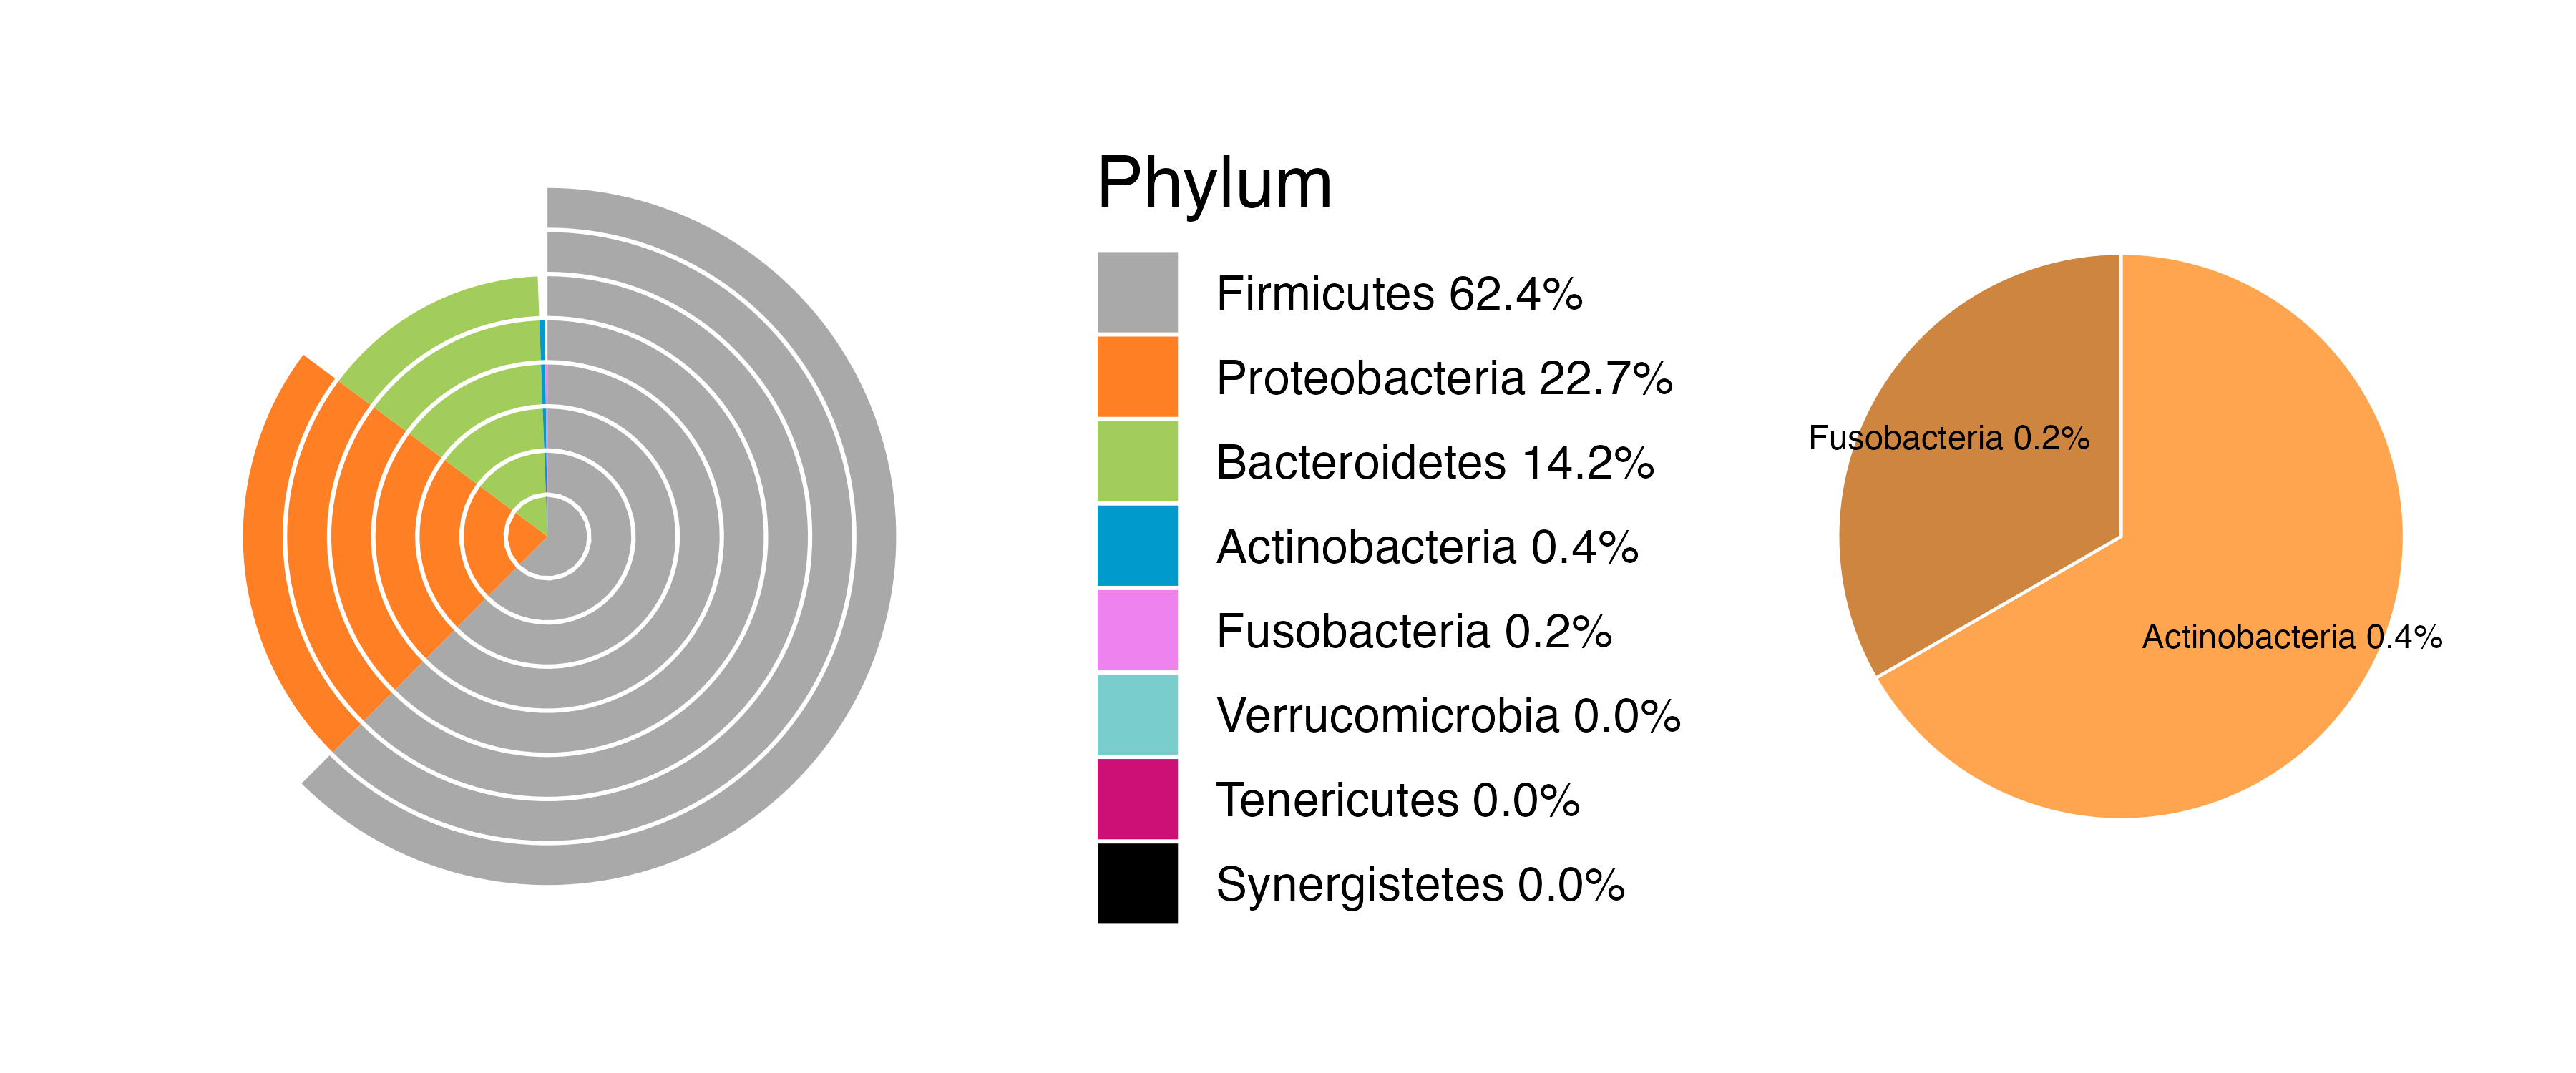 Phylum
Firmicutes 62.4%
Proteobacteria 22.7%
Bacteroidetes 14.2%
Actinobacteria 0.4%
Fusobacteria 0.2%
Verrucomicrobia 0.0%
Tenericutes 0.0%
Synergistetes 0.0%
Fusobacteria 0.2%
Actinobacteria 0.4%